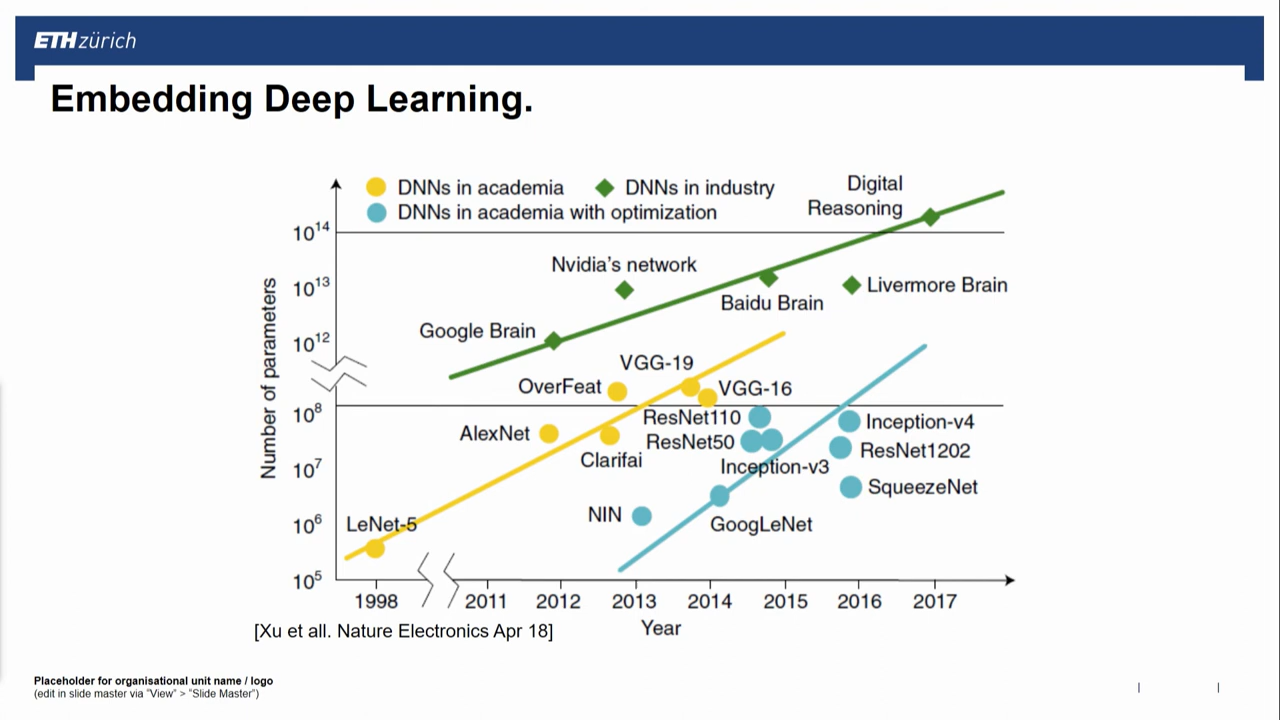 ETH zürich
Embedding Deep Learning.
DNNs in academia
DNNs in industry
DNNs in academia with optimization
Digital
Reasoning
10^14
Nvidia's network
10^13
Livermore Brain
Baidu Brain
Google Brain
10^12
Number of parameters
VGG-19
OverFeat
VGG-16
10^8
ResNet110
Inception-v4
AlexNet
ResNet50
ResNet1202
Clarifai
10^7
Inception-v3
SqueezeNet
NIN
10^6
LeNet-5
GoogLeNet
10^5
1998 2011 2012 2013 2014 2015 2016 2017
Year
[Xu et all. Nature Electronics Apr 18]
Placeholder for organisational unit name / logo
(edit in slide master via "View" > "Slide Master")